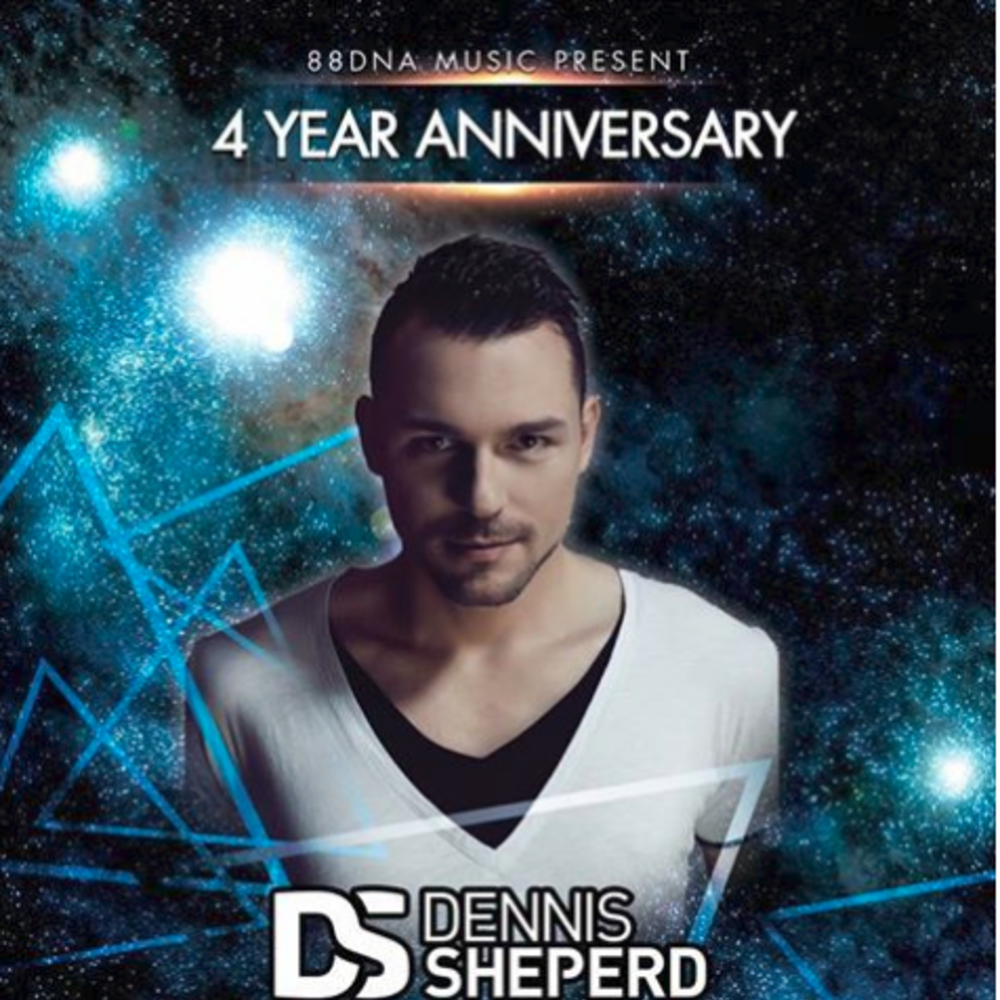 88DNA MUSIC PRESENT
4 YEAR ANNIVERSARY
DS
DENNIS
SHEPERD